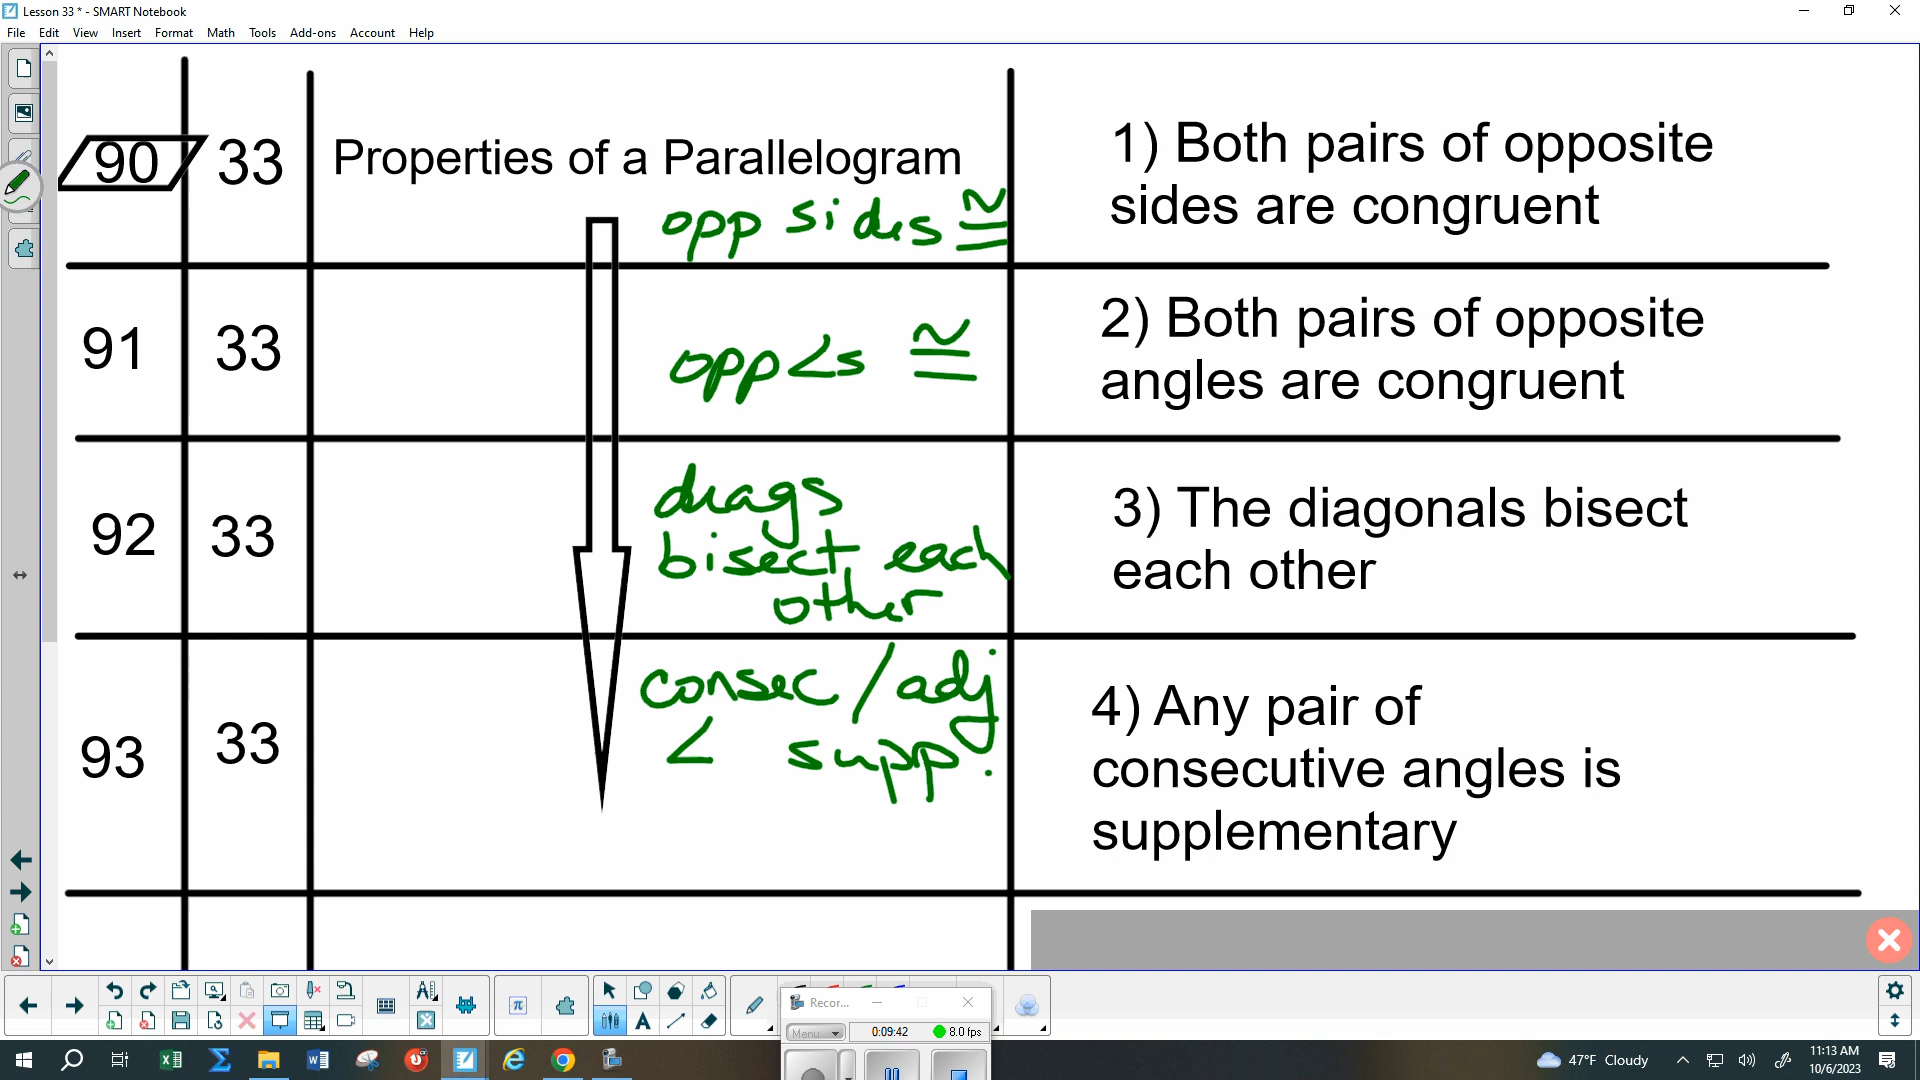 Lesson 33 * - SMART Notebook
File Edit View Insert Format Math Tools Add-ons Account Help
90 33 Properties of a Parallelogram
opp sides ≅
1) Both pairs of opposite
sides are congruent
91 33
opp <s ≅
2) Both pairs of opposite
angles are congruent
92 33
diags
bisect each
other
3) The diagonals bisect
each other
93 33
consec/adj
< supp.
4) Any pair of
consecutive angles is
supplementary
Recor...
Menu 0:09:42 8.0 fps
47°F Cloudy
11:13 AM
10/6/2023